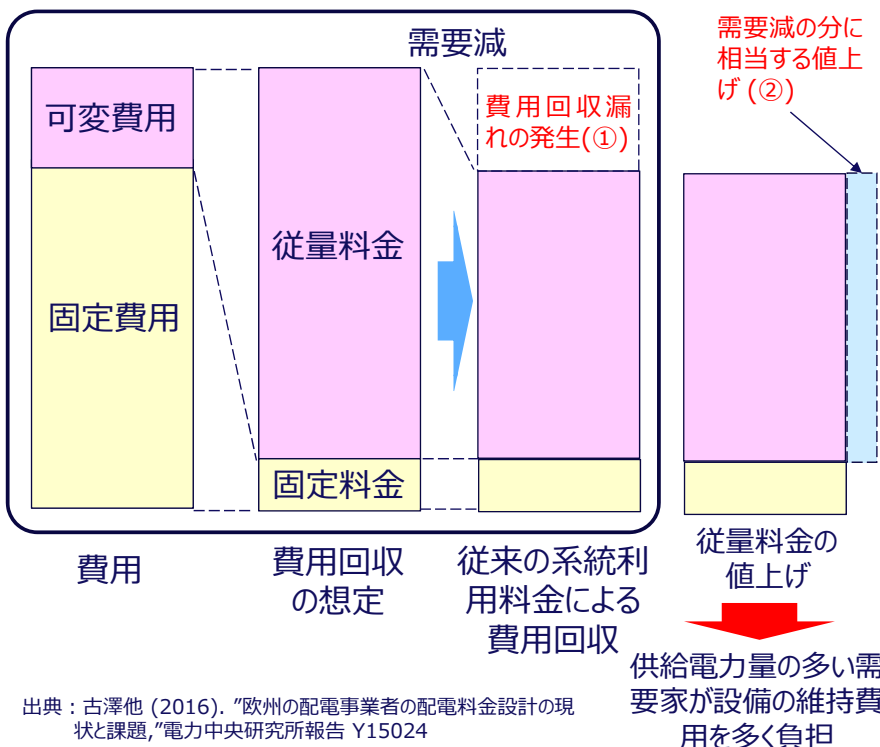 需要減
可変費用
固定費用
従量料金
固定料金
費用回収漏
れの発生(①)
需要減の分に
相当する値上
げ (②)
費用
費用回収
の想定
従来の系統利
用料金による
費用回収
従量料金の
値上げ
供給電力量の多い需
要家が設備の維持費
用を多く負担
出典：古澤他 (2016). ”欧州の配電事業者の配電料金設計の現
状と課題,”電力中央研究所報告 Y15024